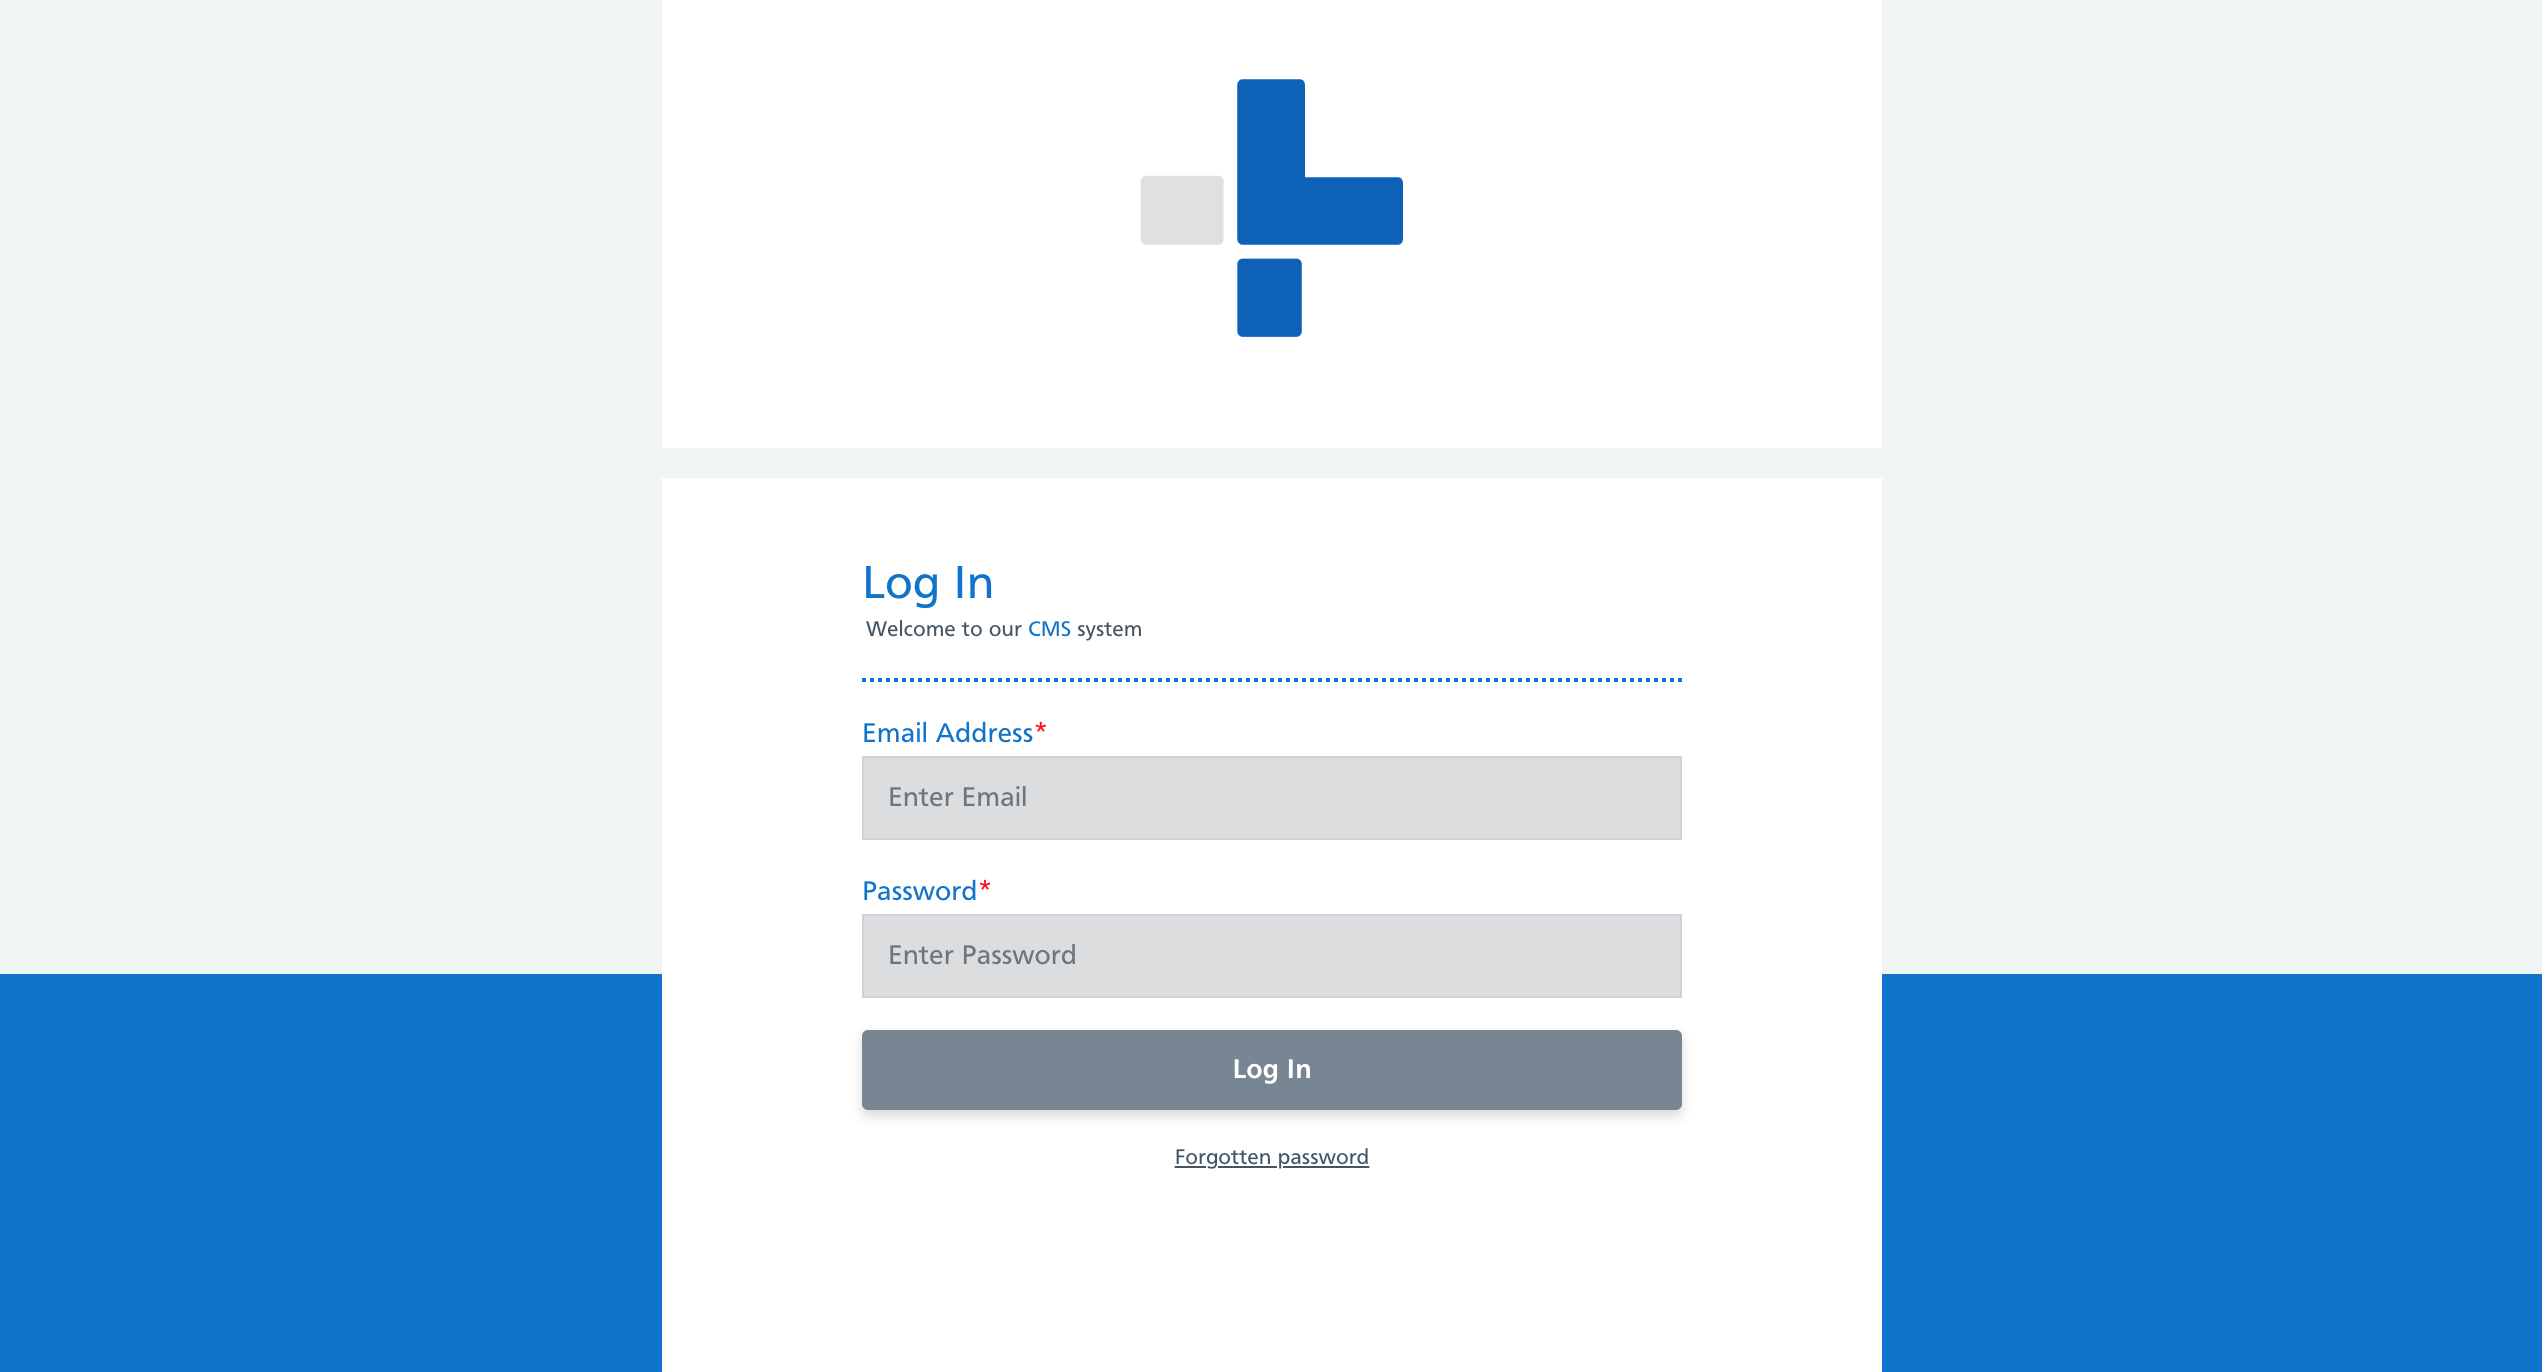 Log In
Welcome to our CMS system
Email Address*
Enter Email
Password*
Enter Password
Log In
Forgotten password